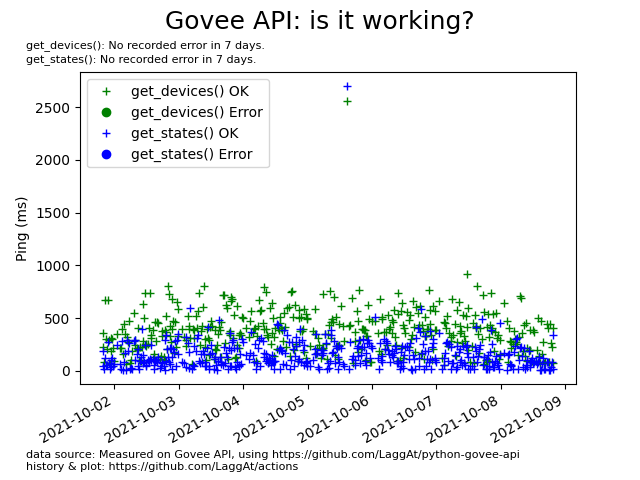 Govee API: is it working?
get_devices(): No recorded error in 7 days.
get_states(): No recorded error in 7 days.
get_devices() OK
get_devices() Error
get_states() OK
get_states() Error
Ping (ms)
2500
2000
1500
1000
500
0
2021-10-02
2021-10-03
2021-10-04
2021-10-05
2021-10-06
2021-10-07
2021-10-08
2021-10-09
data source: Measured on Govee API, using https://github.com/LaggAt/python-govee-api
history & plot: https://github.com/LaggAt/actions